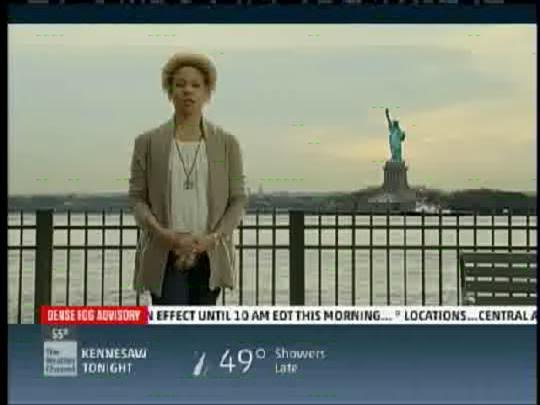 DENSE FOG ADVISORY N EFFECT UNTIL 10 AM EDT THIS MORNING... * LOCATIONS...CENTRAL A
55°
The Weather Channel
KENNESAW
TONIGHT
49°
Showers
Late